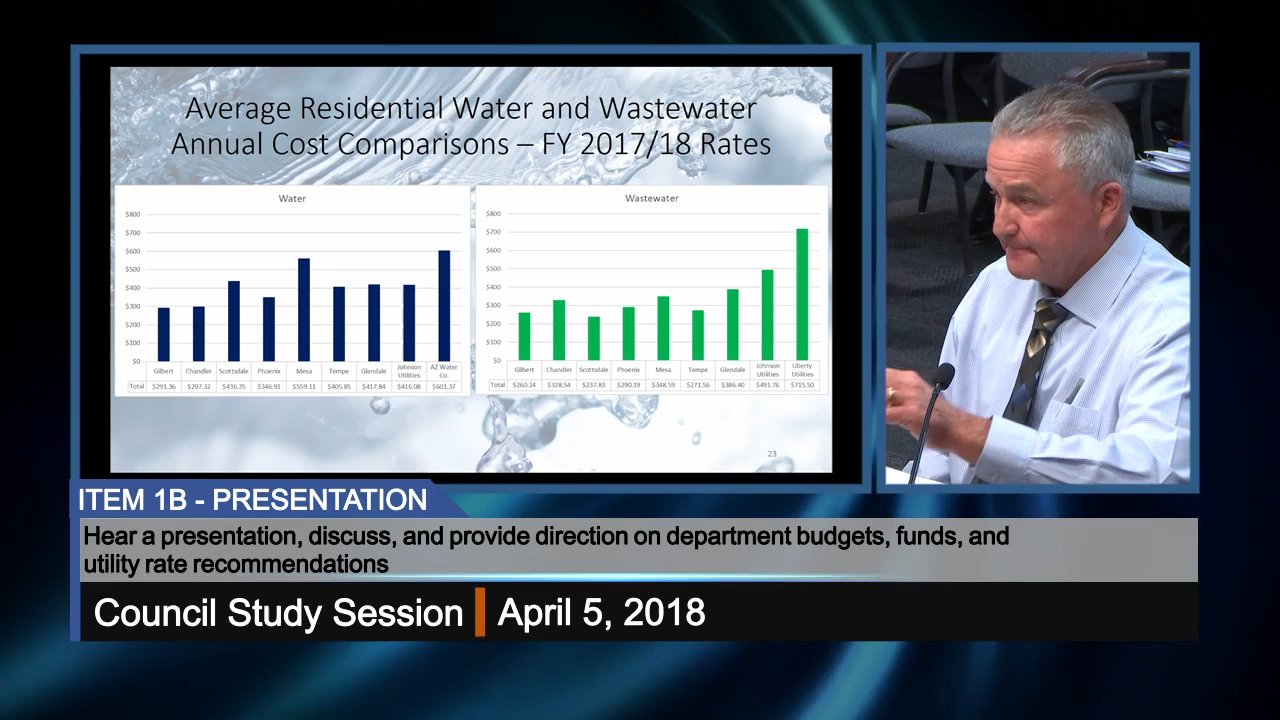 Average Residential Water and Wastewater
Annual Cost Comparisons – FY 2017/18 Rates
Water
$800
$700
$600
$500
$400
$300
$200
$100
$0
Gilbert Chandler Scottsdale Phoenix Mesa Tempe Glendale Johnson Utilities AZ Water Co.
Total $291.36 $297.32 $436.35 $346.91 $559.11 $405.85 $417.84 $416.08 $601.37
Wastewater
$800
$700
$600
$500
$400
$300
$200
$100
$0
Gilbert Chandler Scottsdale Phoenix Mesa Tempe Glendale Johnson Utilities Liberty Utilities
Total $260.24 $328.54 $237.83 $290.19 $348.59 $271.56 $386.40 $491.76 $715.50
23
ITEM 1B - PRESENTATION
Hear a presentation, discuss, and provide direction on department budgets, funds, and
utility rate recommendations
Council Study Session April 5, 2018